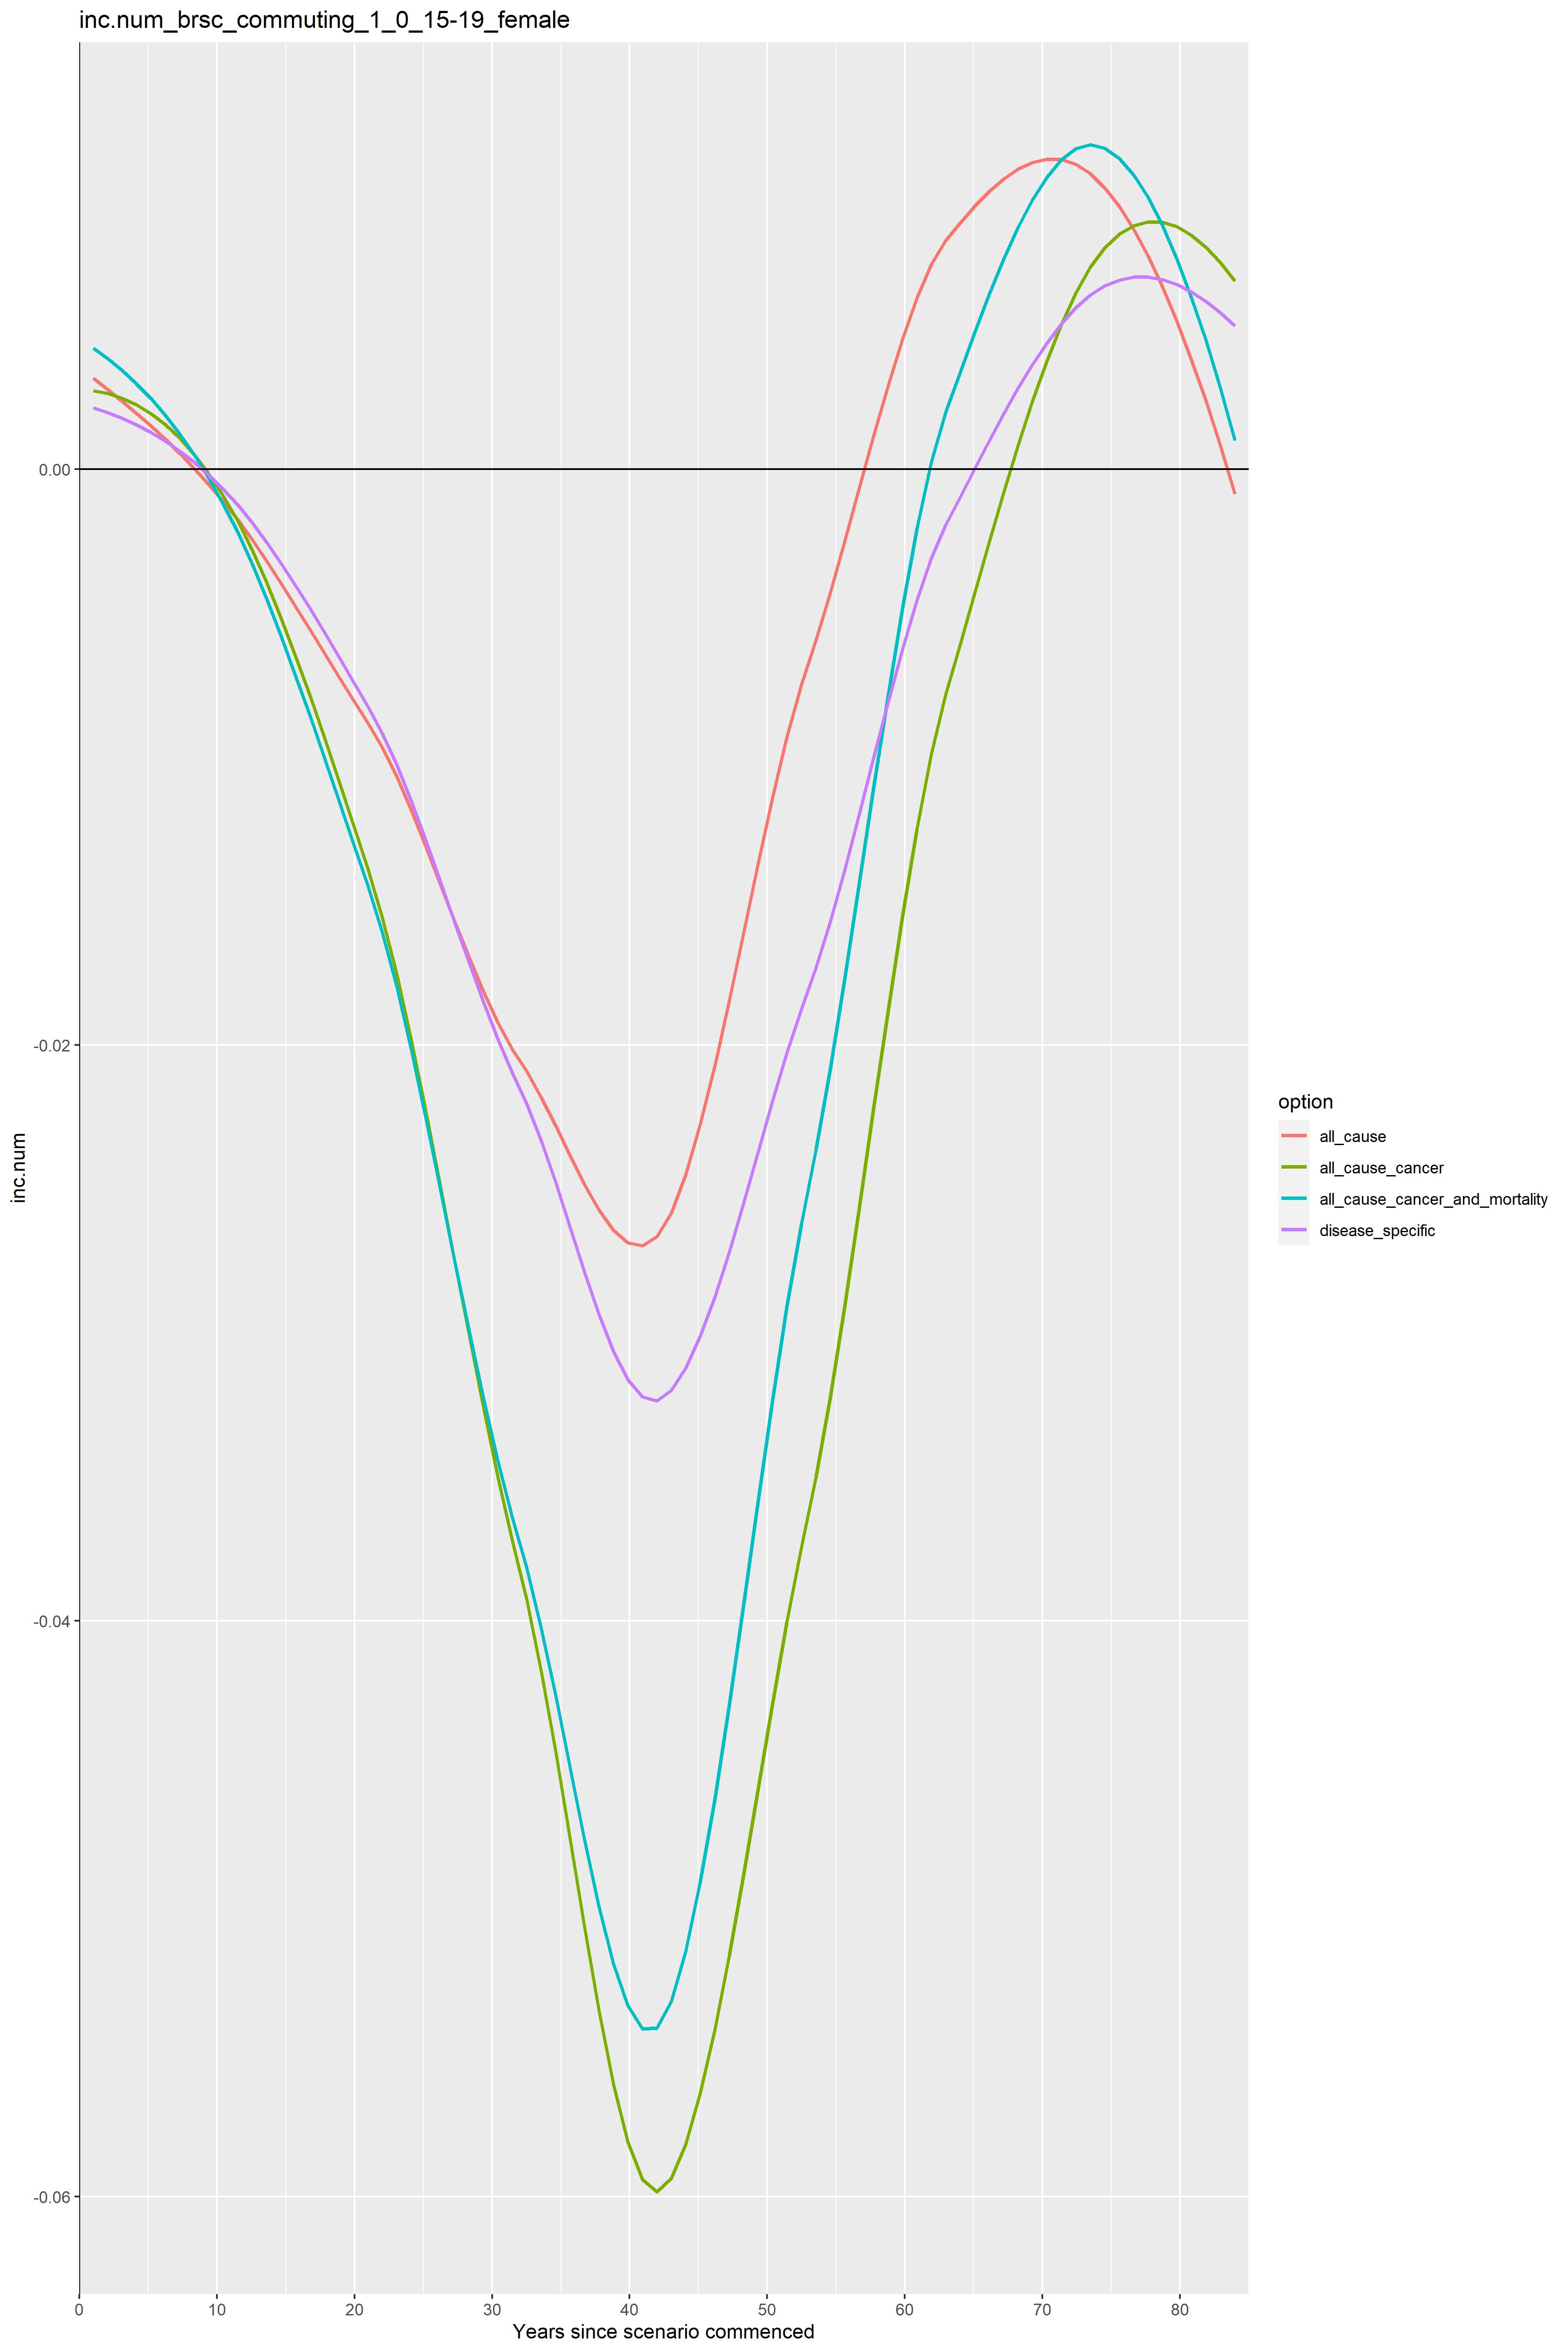 inc.num_brsc_commuting_1_0_15-19_female
0.00
-0.02
-0.04
-0.06
inc.num
0 10 20 30 40 50 60 70 80
Years since scenario commenced
option
all_cause
all_cause_cancer
all_cause_cancer_and_mortality
disease_specific